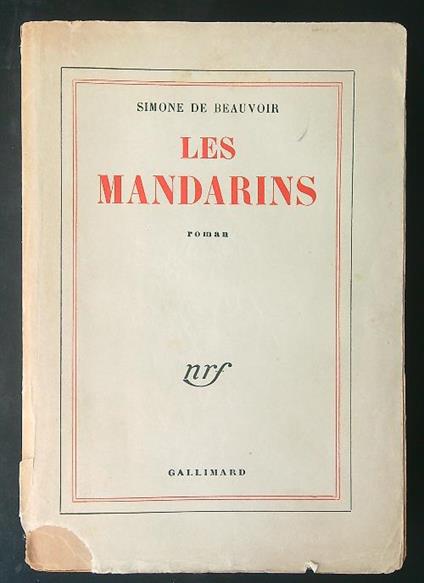 SIMONE DE BEAUVOIR
LES
MANDARINS
roman
nrf
GALLIMARD